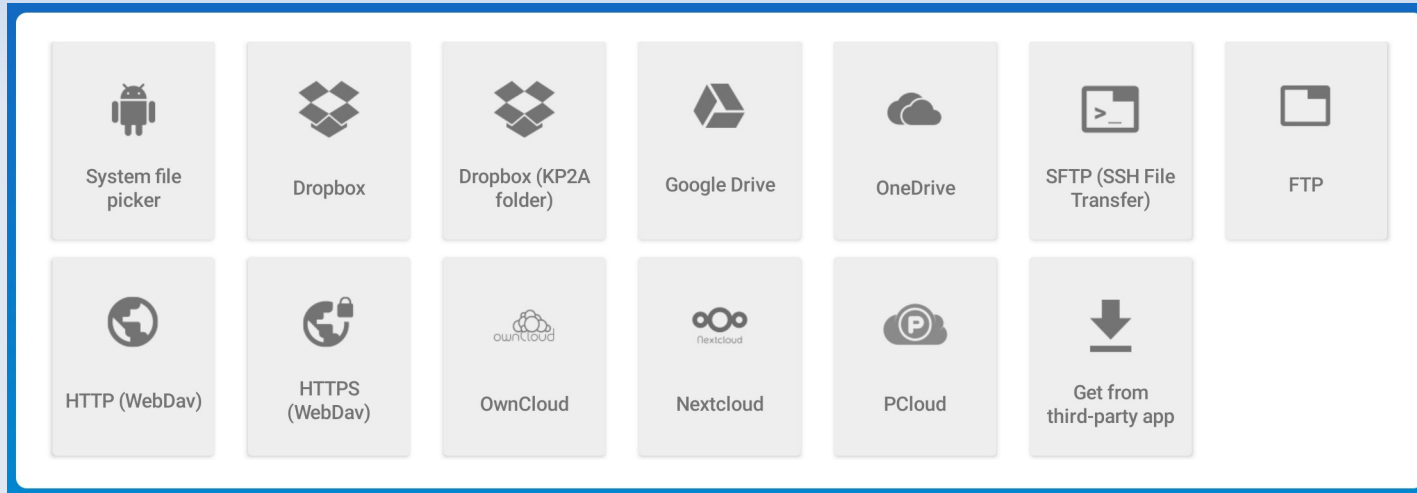 System file
picker
Dropbox
Dropbox (KP2A
folder)
Google Drive
OneDrive
>_
SFTP (SSH File
Transfer)
FTP
HTTP (WebDav)
HTTPS
(WebDav)
ownCloud
OwnCloud
Nextcloud
Nextcloud
P
PCloud
Get from
third-party app